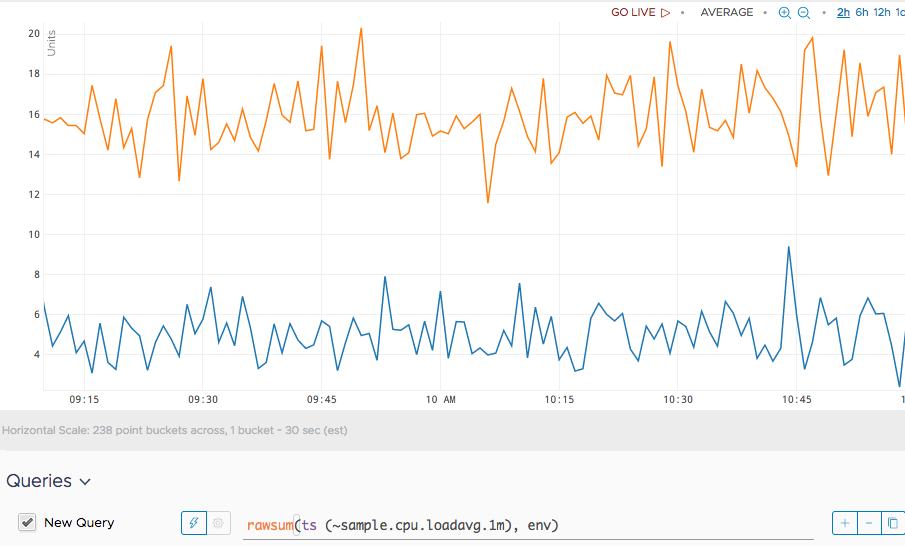 GO LIVE • AVERAGE • • 2h 6h 12h
Units
20
18
16
14
12
10
8
6
4
09:15 09:30 09:45 10 AM 10:15 10:30 10:45
Horizontal Scale: 238 point buckets across, 1 bucket ~ 30 sec (est)
Queries
New Query
rawsum(ts (~sample.cpu.loadavg.1m), env)